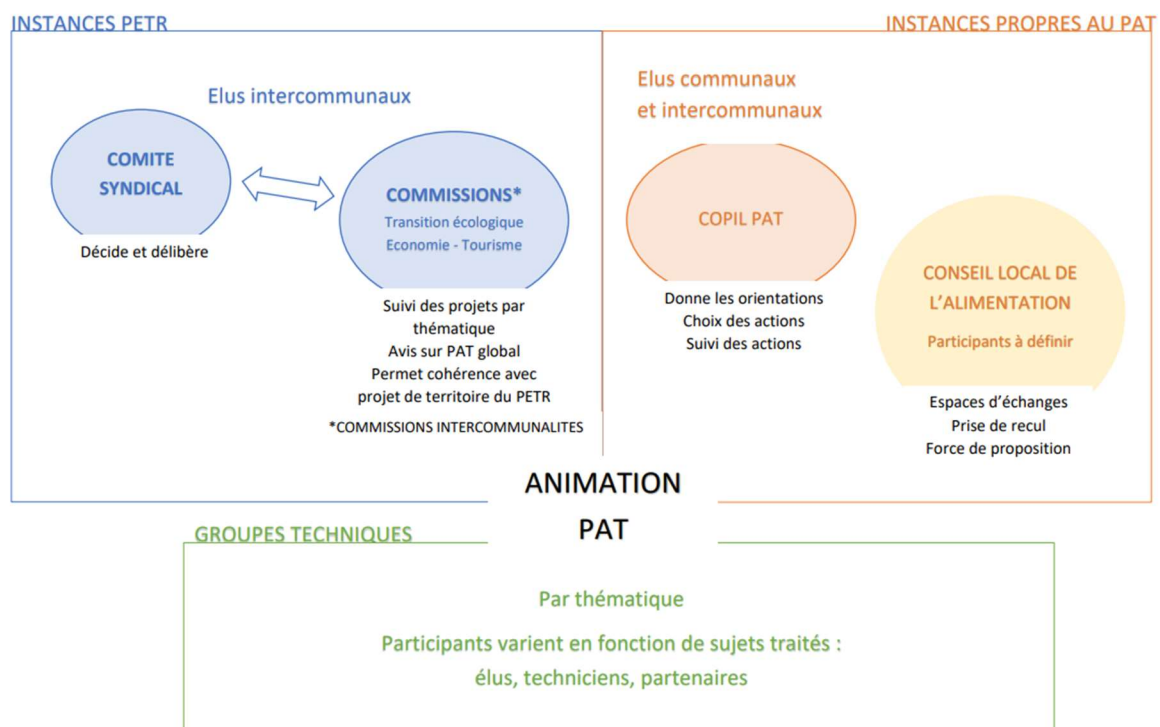 INSTANCES PETR
Elus intercommunaux
COMITE
SYNDICAL
Décide et délibère
COMMISSIONS*
Transition écologique
Economie - Tourisme
Suivi des projets par
thématique
Avis sur PAT global
Permet cohérence avec
projet de territoire du PETR
*COMMISSIONS INTERCOMMUNALITES
INSTANCES PROPRES AU PAT
Elus communaux
et intercommunaux
COPIL PAT
Donne les orientations
Choix des actions
Suivi des actions
CONSEIL LOCAL DE
L’ALIMENTATION
Participants à définir
Espaces d’échanges
Prise de recul
Force de proposition
ANIMATION
PAT
GROUPES TECHNIQUES
Par thématique
Participants varient en fonction de sujets traités :
élus, techniciens, partenaires